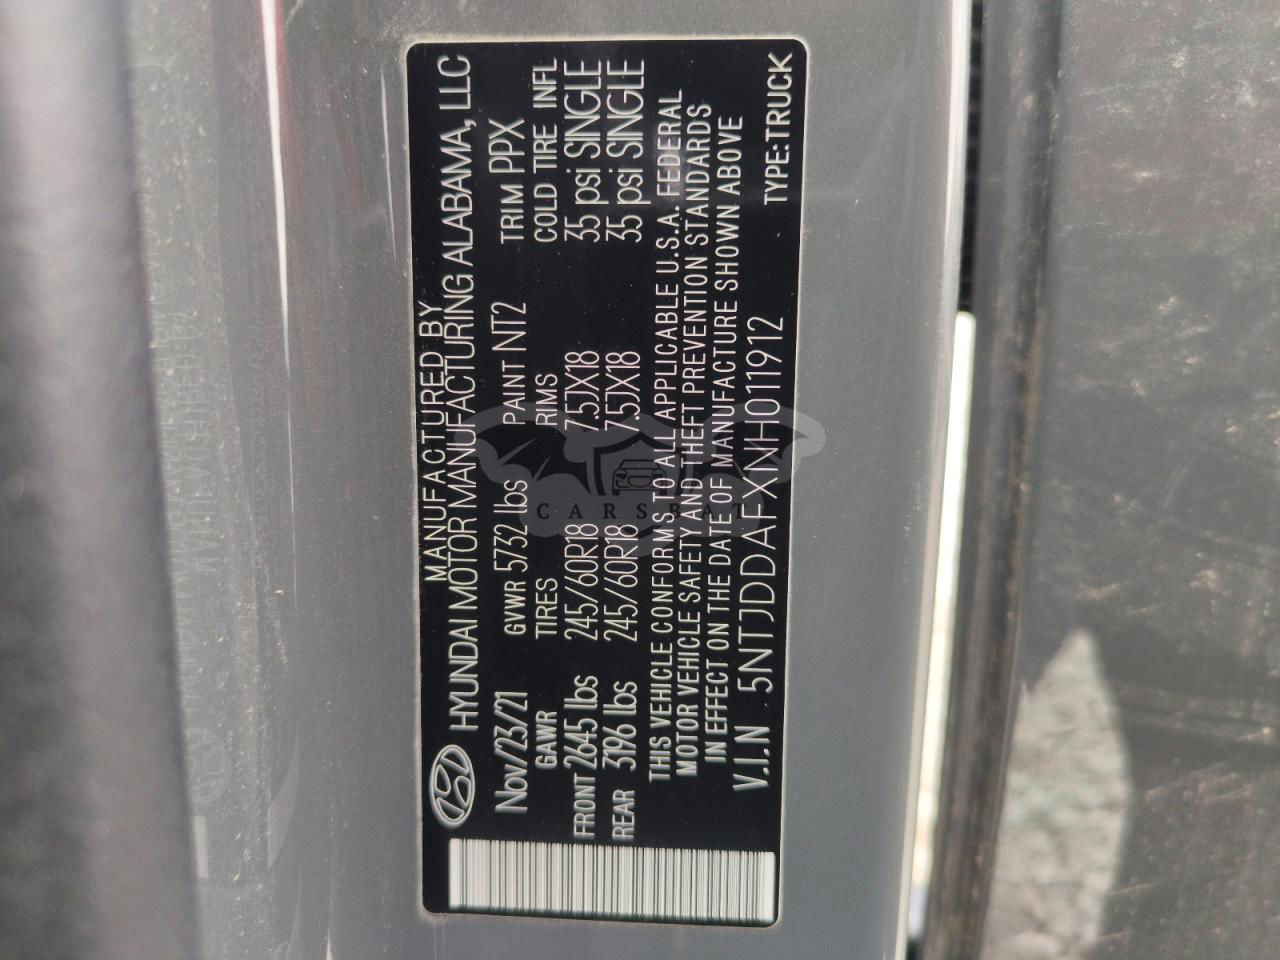 MANUFACTURED BY
HYUNDAI MOTOR MANUFACTURING ALABAMA, LLC
Nov/23/21 GVWR 5732 lbs PAINT NT2 TRIM PPX
GAWR TIRES RIMS COLD TIRE INFL
FRONT 2645 lbs 245/60R18 7.5JX18 35 psi SINGLE
REAR 3196 lbs 245/60R18 7.5JX18 35 psi SINGLE
THIS VEHICLE CONFORMS TO ALL APPLICABLE U.S.A. FEDERAL
MOTOR VEHICLE SAFETY AND THEFT PREVENTION STANDARDS
IN EFFECT ON THE DATE OF MANUFACTURE SHOWN ABOVE
V.I.N 5NTJDDAFXNH011912 TYPE:TRUCK
CARSBAT